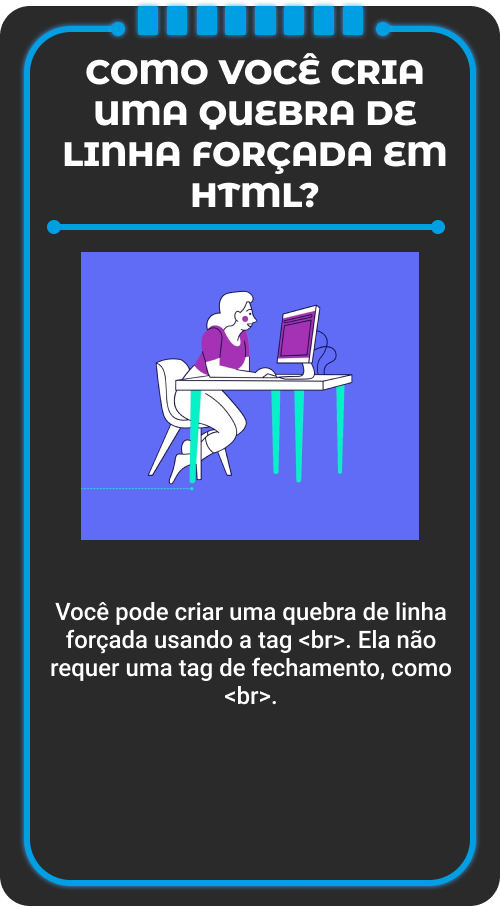 COMO VOCÊ CRIA
UMA QUEBRA DE
LINHA FORÇADA EM
HTML?
Você pode criar uma quebra de linha
forçada usando a tag <br>. Ela não
requer uma tag de fechamento, como
<br>.